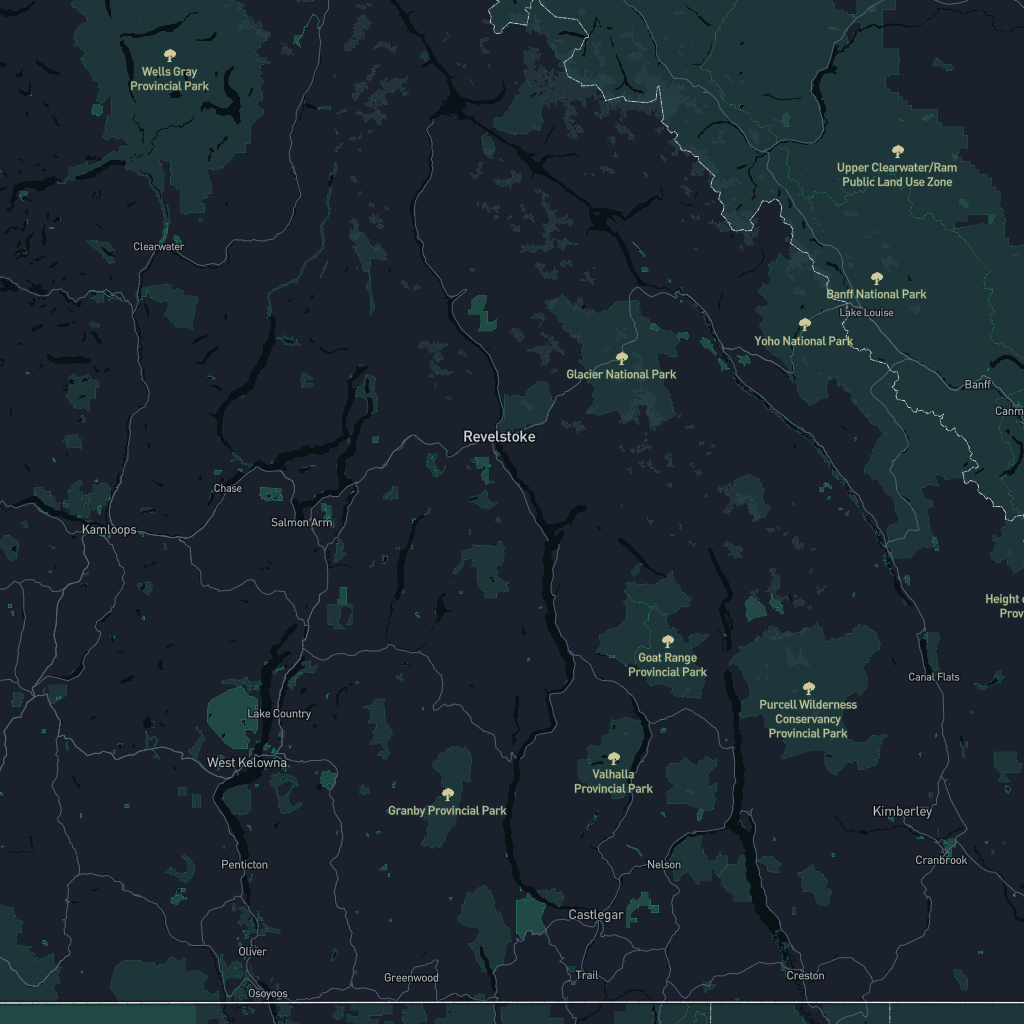 Wells Gray
Provincial Park
Upper Clearwater/Ram
Public Land Use Zone
Clearwater
Banff National Park
Lake Louise
Yoho National Park
Glacier National Park
Banff
Canm
Revelstoke
Chase
Salmon Arm
Kamloops
Height
Prov
Goat Range
Provincial Park
Canal Flats
Purcell Wilderness
Conservancy
Provincial Park
Lake Country
West Kelowna
Valhalla
Provincial Park
Granby Provincial Park
Kimberley
Penticton
Nelson
Cranbrook
Castlegar
Oliver
Greenwood
Trail
Creston
Osoyoos